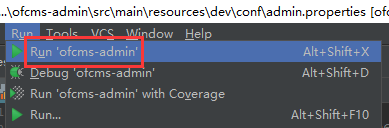 ...\ofcms-admin\src\main\resources\dev\conf\admin.properties [of
Run Tools VCS Window Help
Run 'ofcms-admin' Alt+Shift+X
Debug 'ofcms-admin' Alt+Shift+D
Run 'ofcms-admin' with Coverage
Run... Alt+Shift+F10